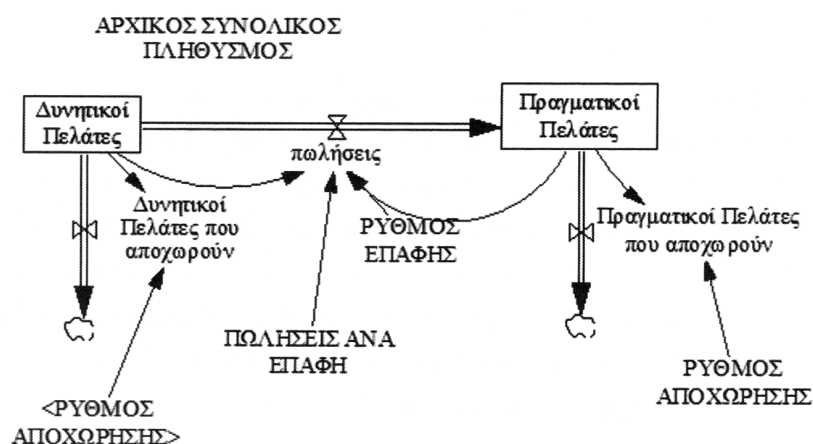 ΑΡΧΙΚΟΣ ΣΥΝΟΛΙΚΟΣ
ΠΛΗΘΥΣΜΟΣ
Δυνητικοί
Πελάτες
Πραγματικοί
Πελάτες
πωλήσεις
Δυνητικοί
Πελάτες που
αποχωρούν
ΡΥΘΜΟΣ
ΕΠΑΦΗΣ
Πραγματικοί Πελάτες
που αποχωρούν
ΠΩΛΗΣΕΙΣ ΑΝΑ
ΕΠΑΦΗ
ΡΥΘΜΟΣ
ΑΠΟΧΩΡΗΣΗΣ
<ΡΥΘΜΟΣ
ΑΠΟΧΩΡΗΣΗΣ>